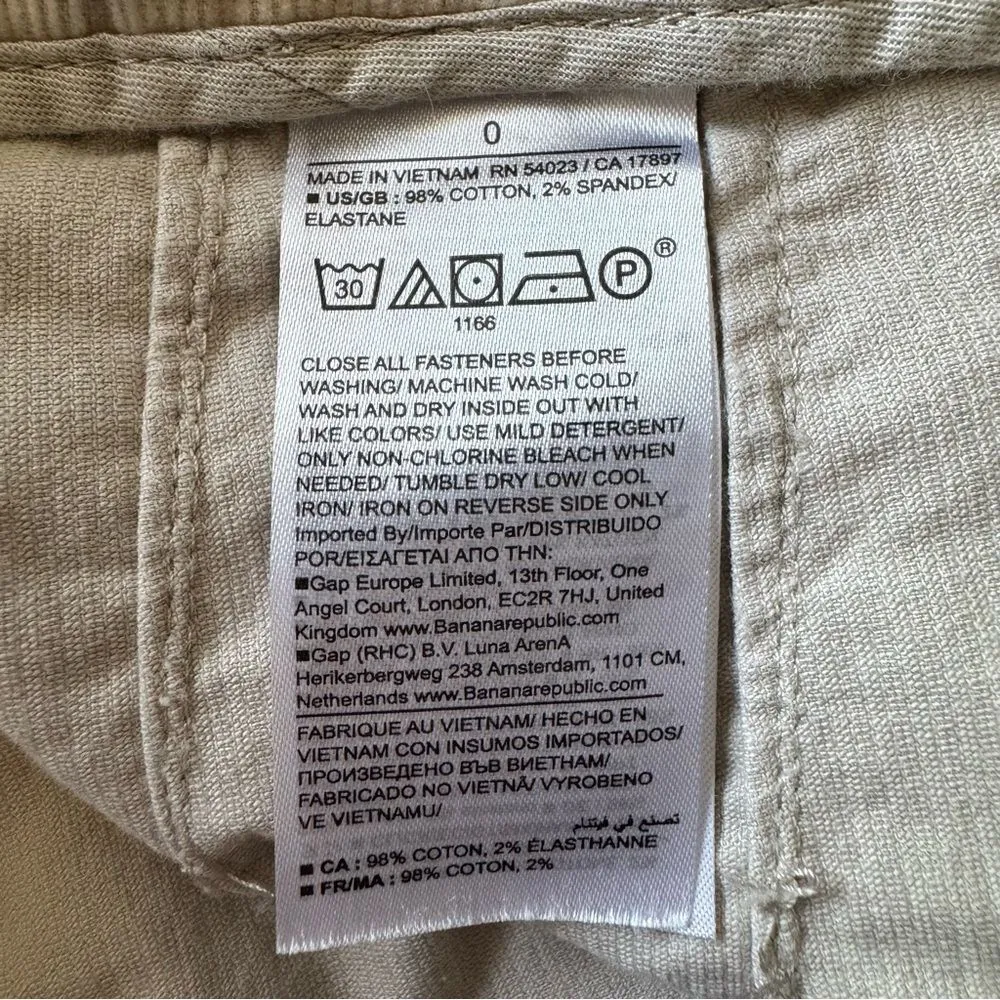 0
MADE IN VIETNAM RN 54023 / CA 17897
■ US/GB : 98% COTTON, 2% SPANDEX/
ELASTANE
30 P ®
1166
CLOSE ALL FASTENERS BEFORE
WASHING/ MACHINE WASH COLD/
WASH AND DRY INSIDE OUT WITH
LIKE COLORS/ USE MILD DETERGENT/
ONLY NON-CHLORINE BLEACH WHEN
NEEDED/ TUMBLE DRY LOW/ COOL
IRON/ IRON ON REVERSE SIDE ONLY
Imported By/Importe Par/DISTRIBUIDO
POR/ΕΙΣΑΓΕΤΑΙ ΑΠΟ ΤΗΝ:
■Gap Europe Limited, 13th Floor, One
Angel Court, London, EC2R 7HJ, United
Kingdom www.Bananarepublic.com
■Gap (RHC) B.V. Luna ArenA
Herikerbergweg 238 Amsterdam, 1101 CM,
Netherlands www.Bananarepublic.com
FABRIQUE AU VIETNAM/ HECHO EN
VIETNAM CON INSUMOS IMPORTADOS/
ПРОИЗВЕДЕНО ВЪВ ВИЕТНАМ/
FABRICADO NO VIETNÃ/ VYROBENO
VE VIETNAMU/
تصنع في فيتنام
■ CA : 98% COTON, 2% ÉLASTHANNE
■ FR/MA : 98% COTON, 2%